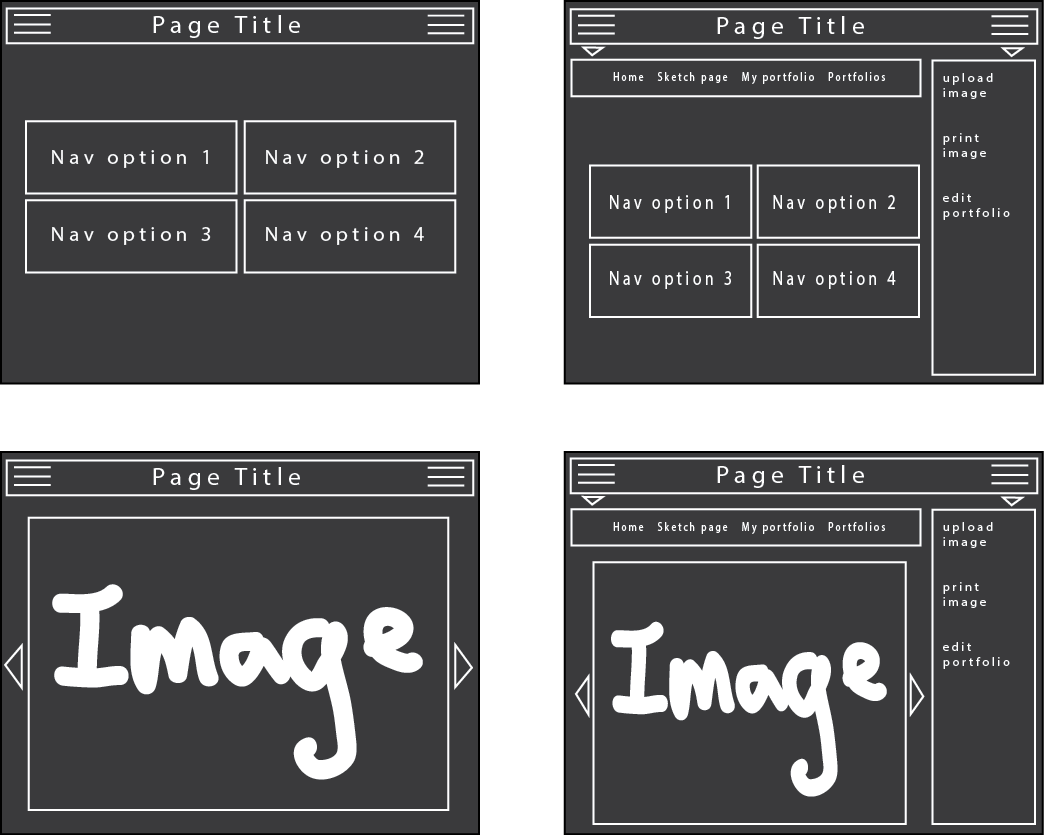 Page Title
Nav option 1 Nav option 2
Nav option 3 Nav option 4
Page Title
Home Sketch page My portfolio Portfolios
upload
image
print
image
edit
portfolio
Nav option 1 Nav option 2
Nav option 3 Nav option 4
Page Title
Image
Page Title
Home Sketch page My portfolio Portfolios
upload
image
print
image
edit
portfolio
Image